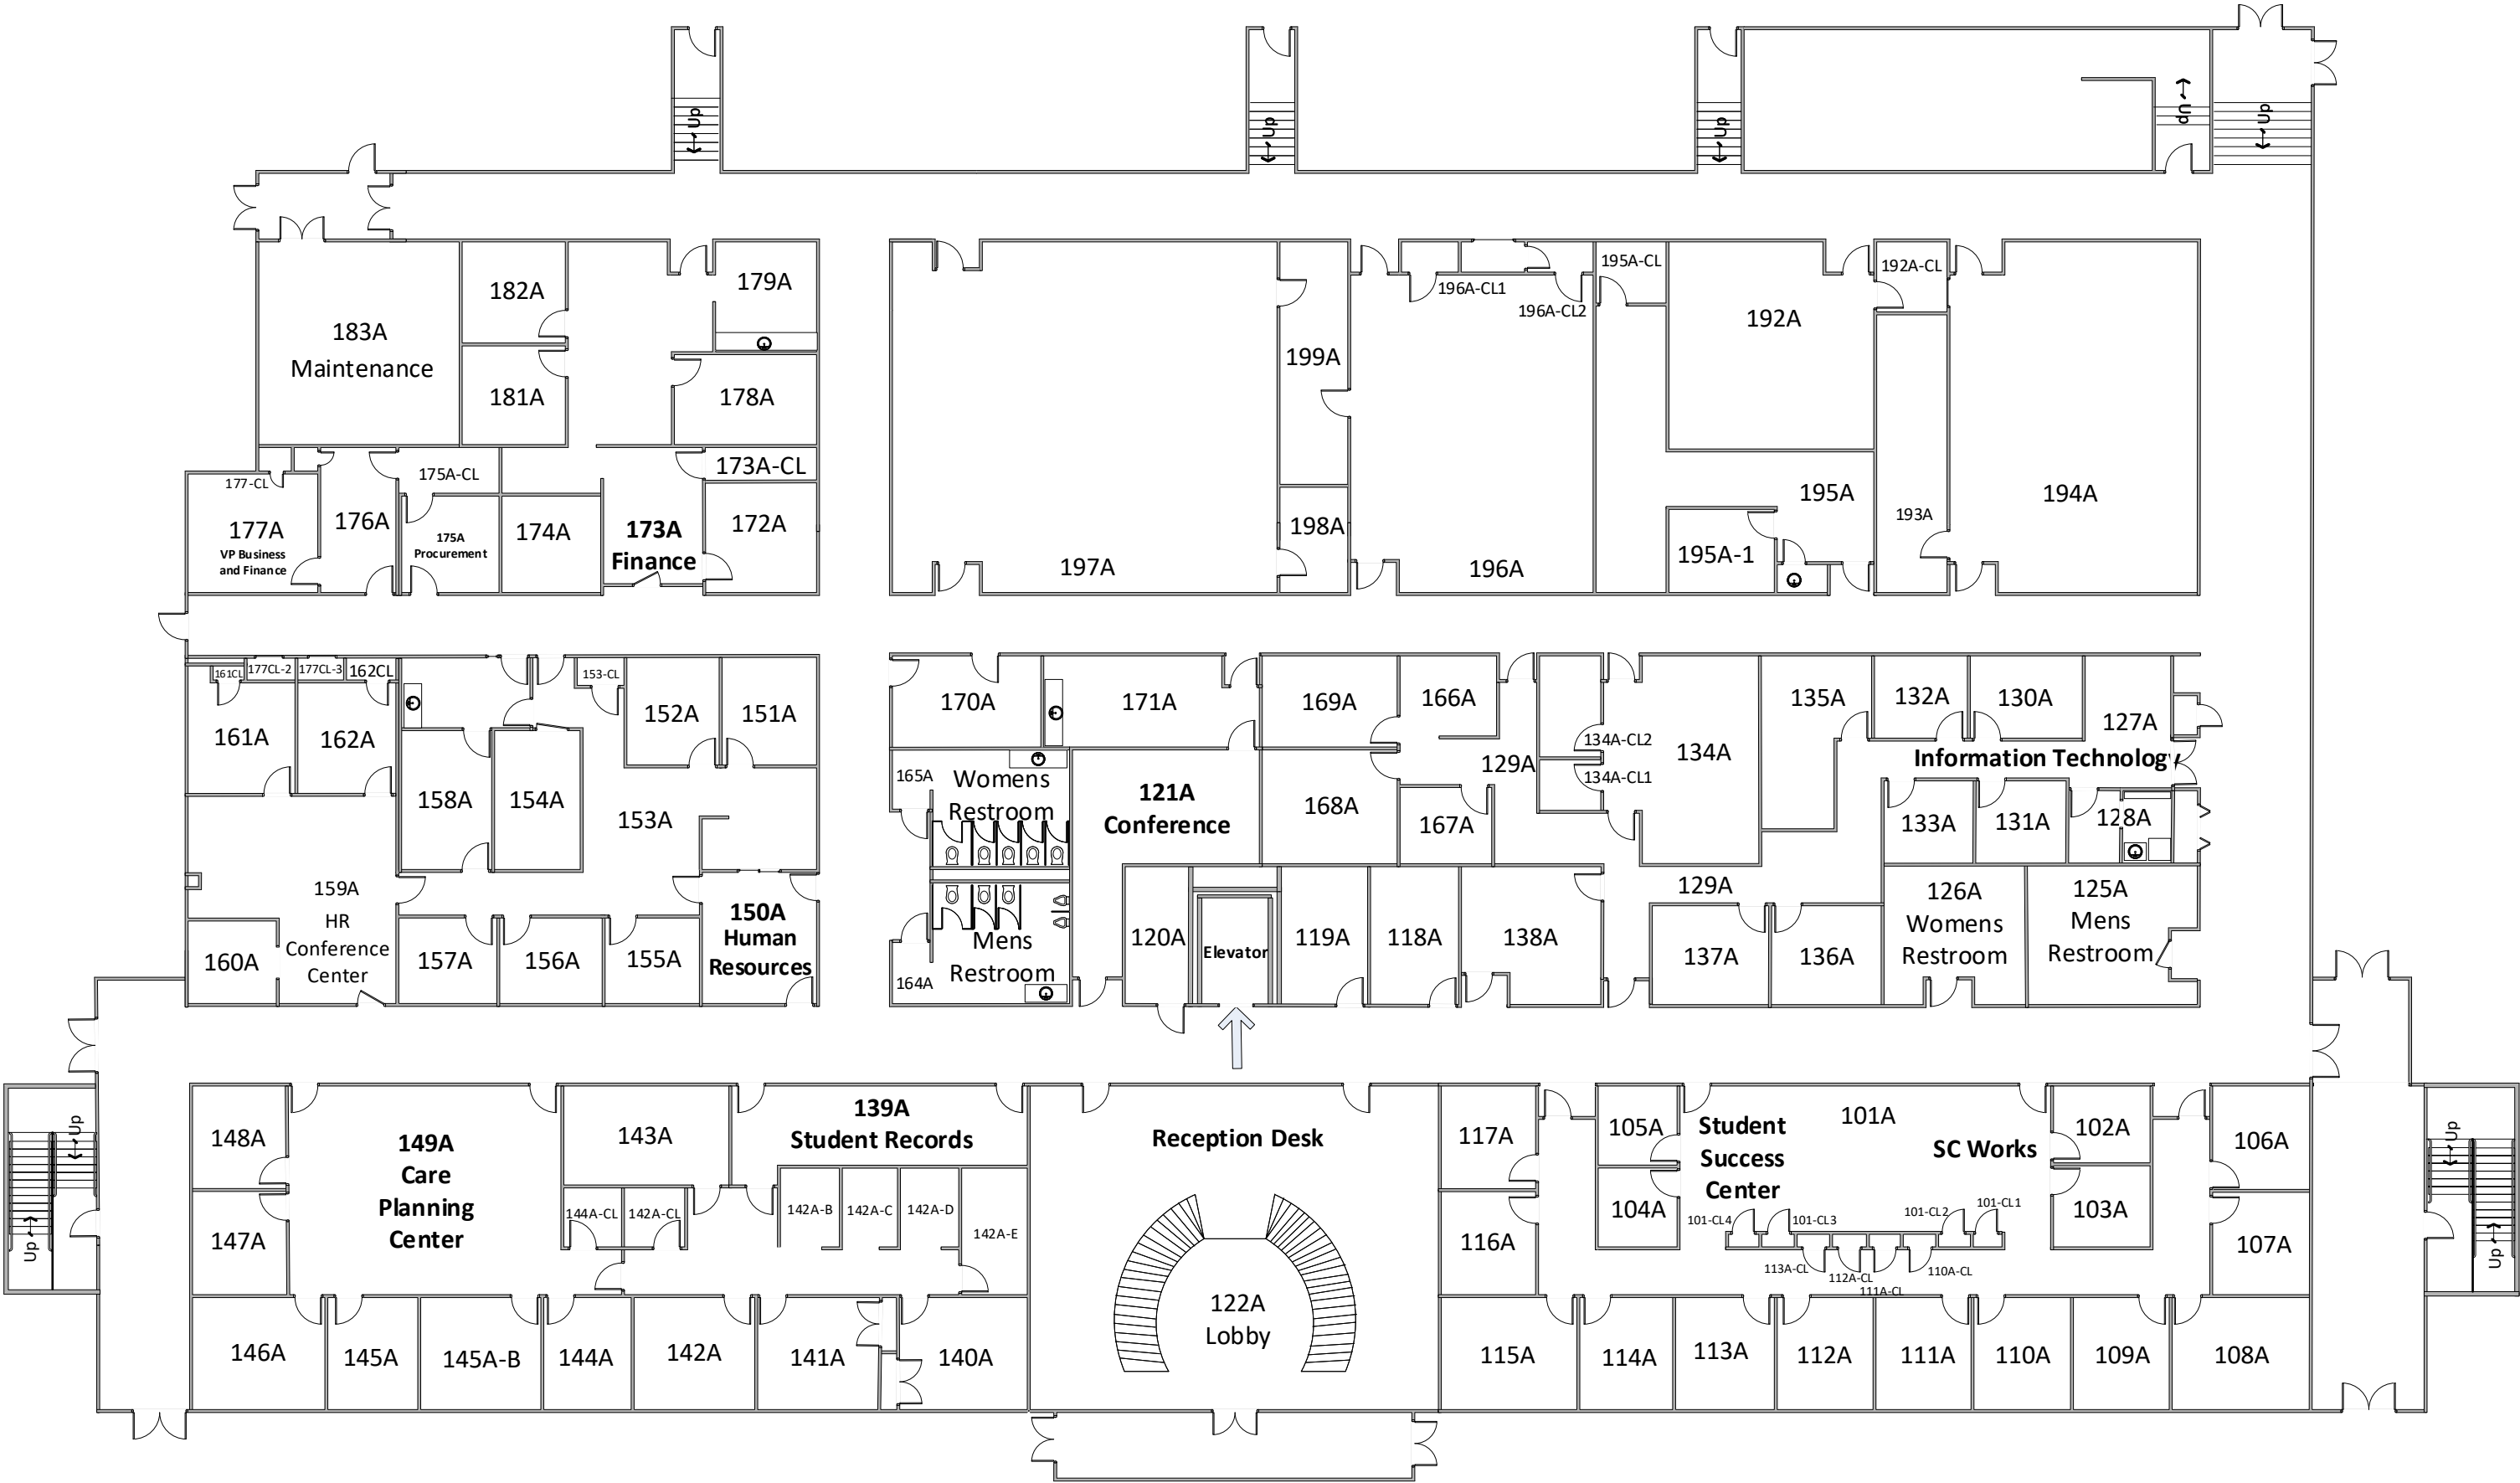 Up
Up
Up
Up
Up
182A
179A
183A
Maintenance
181A
178A
195A-CL
192A-CL
196A-CL1
196A-CL2
192A
199A
177-CL
175A-CL
173A-CL
177A
VP Business
and Finance
176A
175A
Procurement
174A
173A
Finance
172A
197A
198A
196A
195A
195A-1
193A
194A
161CL
177CL-2
177CL-3
162CL
153-CL
161A
162A
152A
151A
158A
154A
153A
170A
171A
169A
166A
165A
Womens
Restroom
121A
Conference
168A
167A
129A
134A-CL2
134A-CL1
134A
135A
132A
130A
127A
Information Technology
133A
131A
128A
159A
HR
Conference
Center
160A
157A
156A
155A
150A
Human
Resources
Mens
Restroom
164A
120A
Elevator
119A
118A
138A
129A
137A
136A
126A
Womens
Restroom
125A
Mens
Restroom
Up
Up
148A
147A
149A
Care
Planning
Center
143A
139A
Student Records
144A-CL
142A-CL
142A-B
142A-C
142A-D
142A-E
Reception Desk
122A
Lobby
117A
116A
105A
104A
Student
Success
Center
101A
SC Works
102A
103A
106A
107A
101-CL4
101-CL3
101-CL2
101-CL1
113A-CL
112A-CL
111A-CL
110A-CL
Up
Up
146A
145A
145A-B
144A
142A
141A
140A
115A
114A
113A
112A
111A
110A
109A
108A